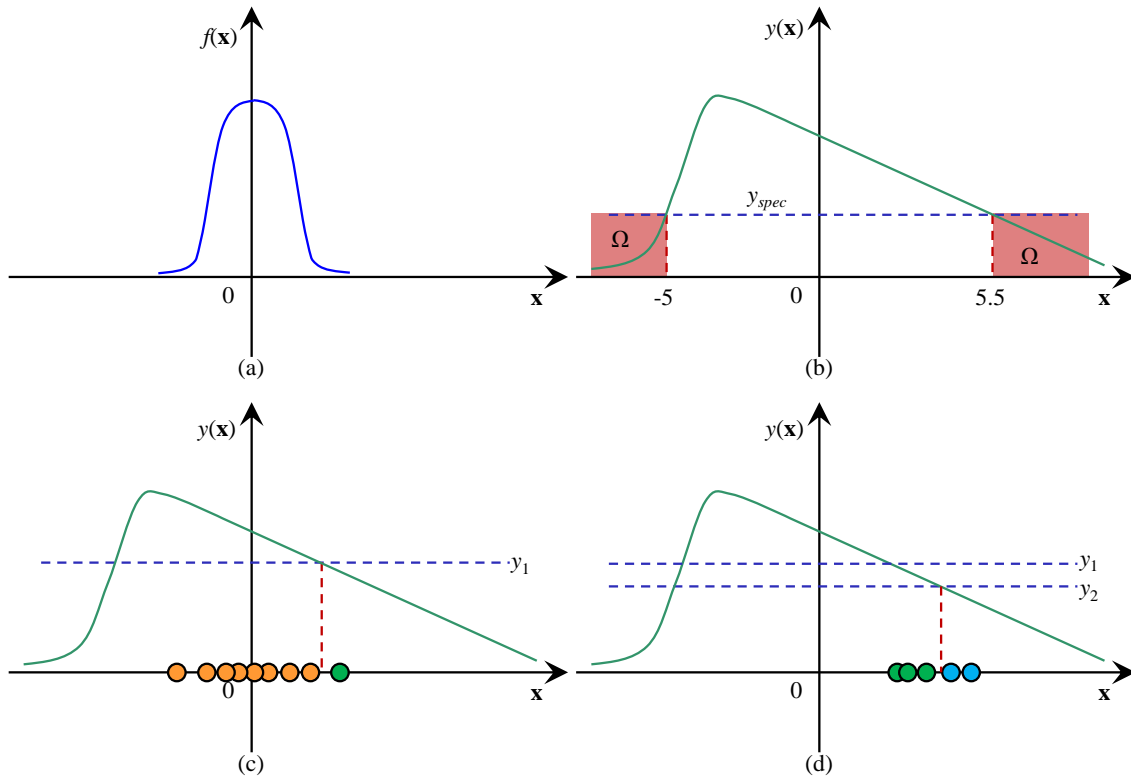 f(x)
0
x
(a)
y(x)
y_spec
Ω
Ω
-5
0
5.5
x
(b)
y(x)
y_1
0
x
(c)
y(x)
y_1
y_2
0
x
(d)